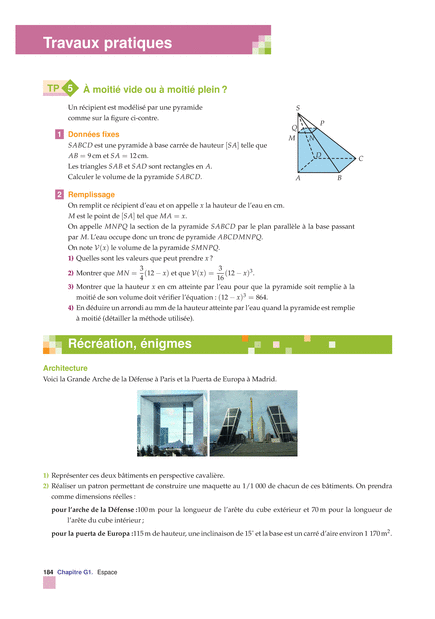 Travaux pratiques
TP 5 À moitié vide ou à moitié plein ?
Un récipient est modélisé par une pyramide
comme sur la figure ci-contre.
1 Données fixes
SABCD est une pyramide à base carrée de hauteur [SA] telle que
AB = 9 cm et SA = 12 cm.
Les triangles SAB et SAD sont rectangles en A.
Calculer le volume de la pyramide SABCD.
S
Q
P
M
N
D
C
A
B
2 Remplissage
On remplit ce récipient d'eau et on appelle x la hauteur de l'eau en cm.
M est le point de [SA] tel que MA = x.
On appelle MNPQ la section de la pyramide SABCD par le plan parallèle à la base passant
par M. L'eau occupe donc un tronc de pyramide ABCDMNPQ.
On note V(x) le volume de la pyramide SMNPQ.
1) Quelles sont les valeurs que peut prendre x ?
2) Montrer que MN = 3/4 (12 − x) et que V(x) = 3/16 (12 − x)³.
3) Montrer que la hauteur x en cm atteinte par l'eau pour que la pyramide soit remplie à la
moitié de son volume doit vérifier l'équation : (12 − x)³ = 864.
4) En déduire un arrondi au mm de la hauteur atteinte par l'eau quand la pyramide est remplie
à moitié (détailler la méthode utilisée).
Récréation, énigmes
Architecture
Voici la Grande Arche de la Défense à Paris et la Puerta de Europa à Madrid.
1) Représenter ces deux bâtiments en perspective cavalière.
2) Réaliser un patron permettant de construire une maquette au 1/1 000 de chacun de ces bâtiments. On prendra
comme dimensions réelles :
pour l'arche de la Défense :100 m pour la longueur de l'arête du cube extérieur et 70 m pour la longueur de
l'arête du cube intérieur ;
pour la puerta de Europa :115 m de hauteur, une inclinaison de 15° et la base est un carré d'aire environ 1 170 m².
184 Chapitre G1. Espace